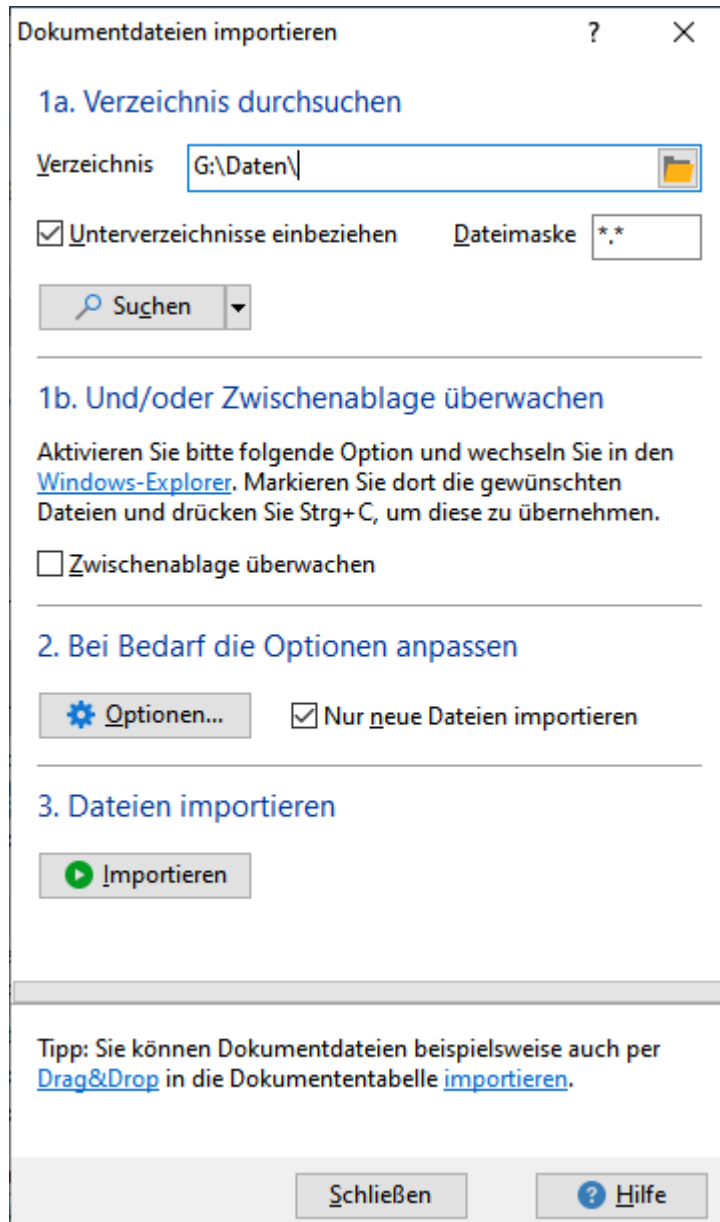 Dokumentdateien importieren ?
1a. Verzeichnis durchsuchen
Verzeichnis G:\Daten\
Unterverzeichnisse einbeziehen Dateimaske *.*
Suchen
1b. Und/oder Zwischenablage überwachen
Aktivieren Sie bitte folgende Option und wechseln Sie in den
Windows-Explorer. Markieren Sie dort die gewünschten
Dateien und drücken Sie Strg+C, um diese zu übernehmen.
Zwischenablage überwachen
2. Bei Bedarf die Optionen anpassen
Optionen... Nur neue Dateien importieren
3. Dateien importieren
Importieren
Tipp: Sie können Dokumentdateien beispielsweise auch per
Drag&Drop in die Dokumententabelle importieren.
Schließen ? Hilfe